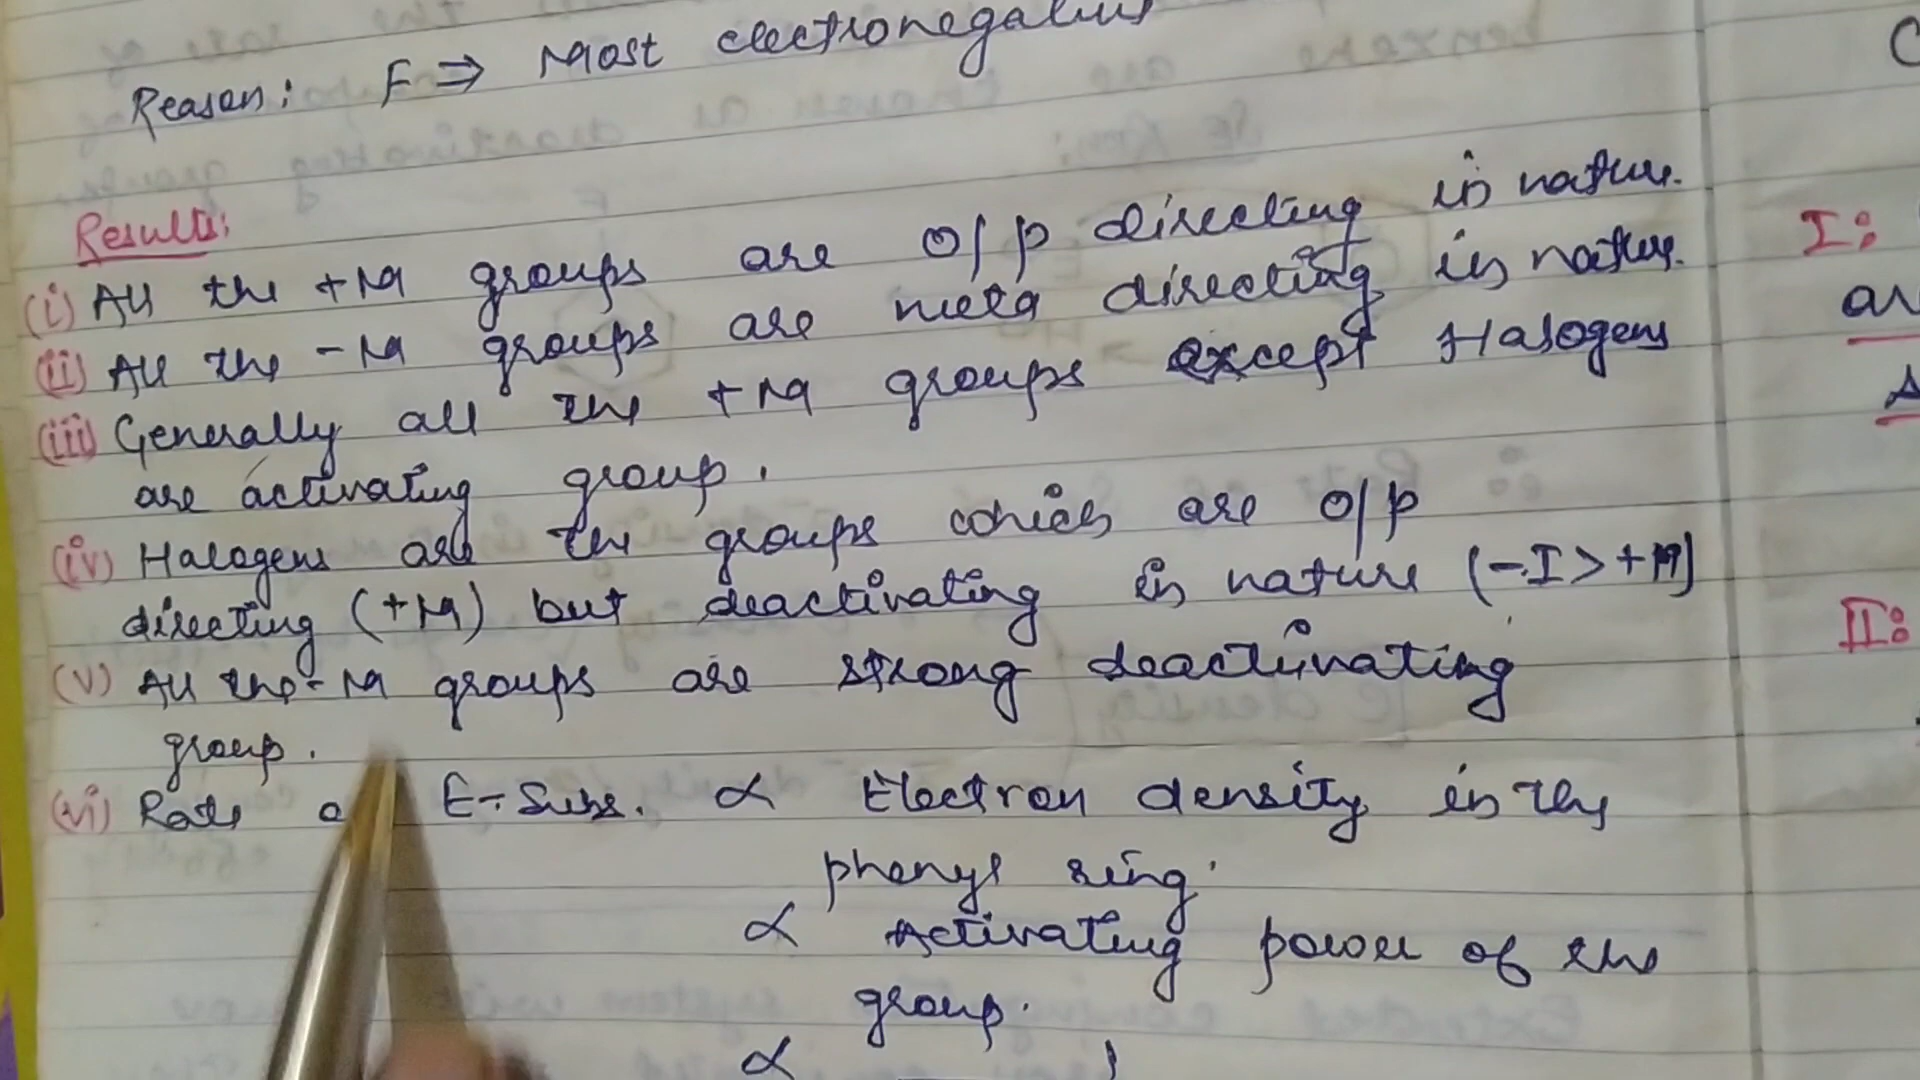 Reason: F ⇒ Most electronegative
Results:
(i) All the +M groups are o/p directing in nature.
(ii) All the -M groups are meta directing in nature.
(iii) Generally all the +M groups except Halogens
are activating group.
(iv) Halogens are the groups which are o/p
directing (+M) but deactivating in nature (-I > +M)
(v) All the -M groups are strong deactivating
group.
(vi) Rate E-Subs. ∝ Electron density in the
phenyl ring.
∝ Activating power of the
group.
∝
I:
II: